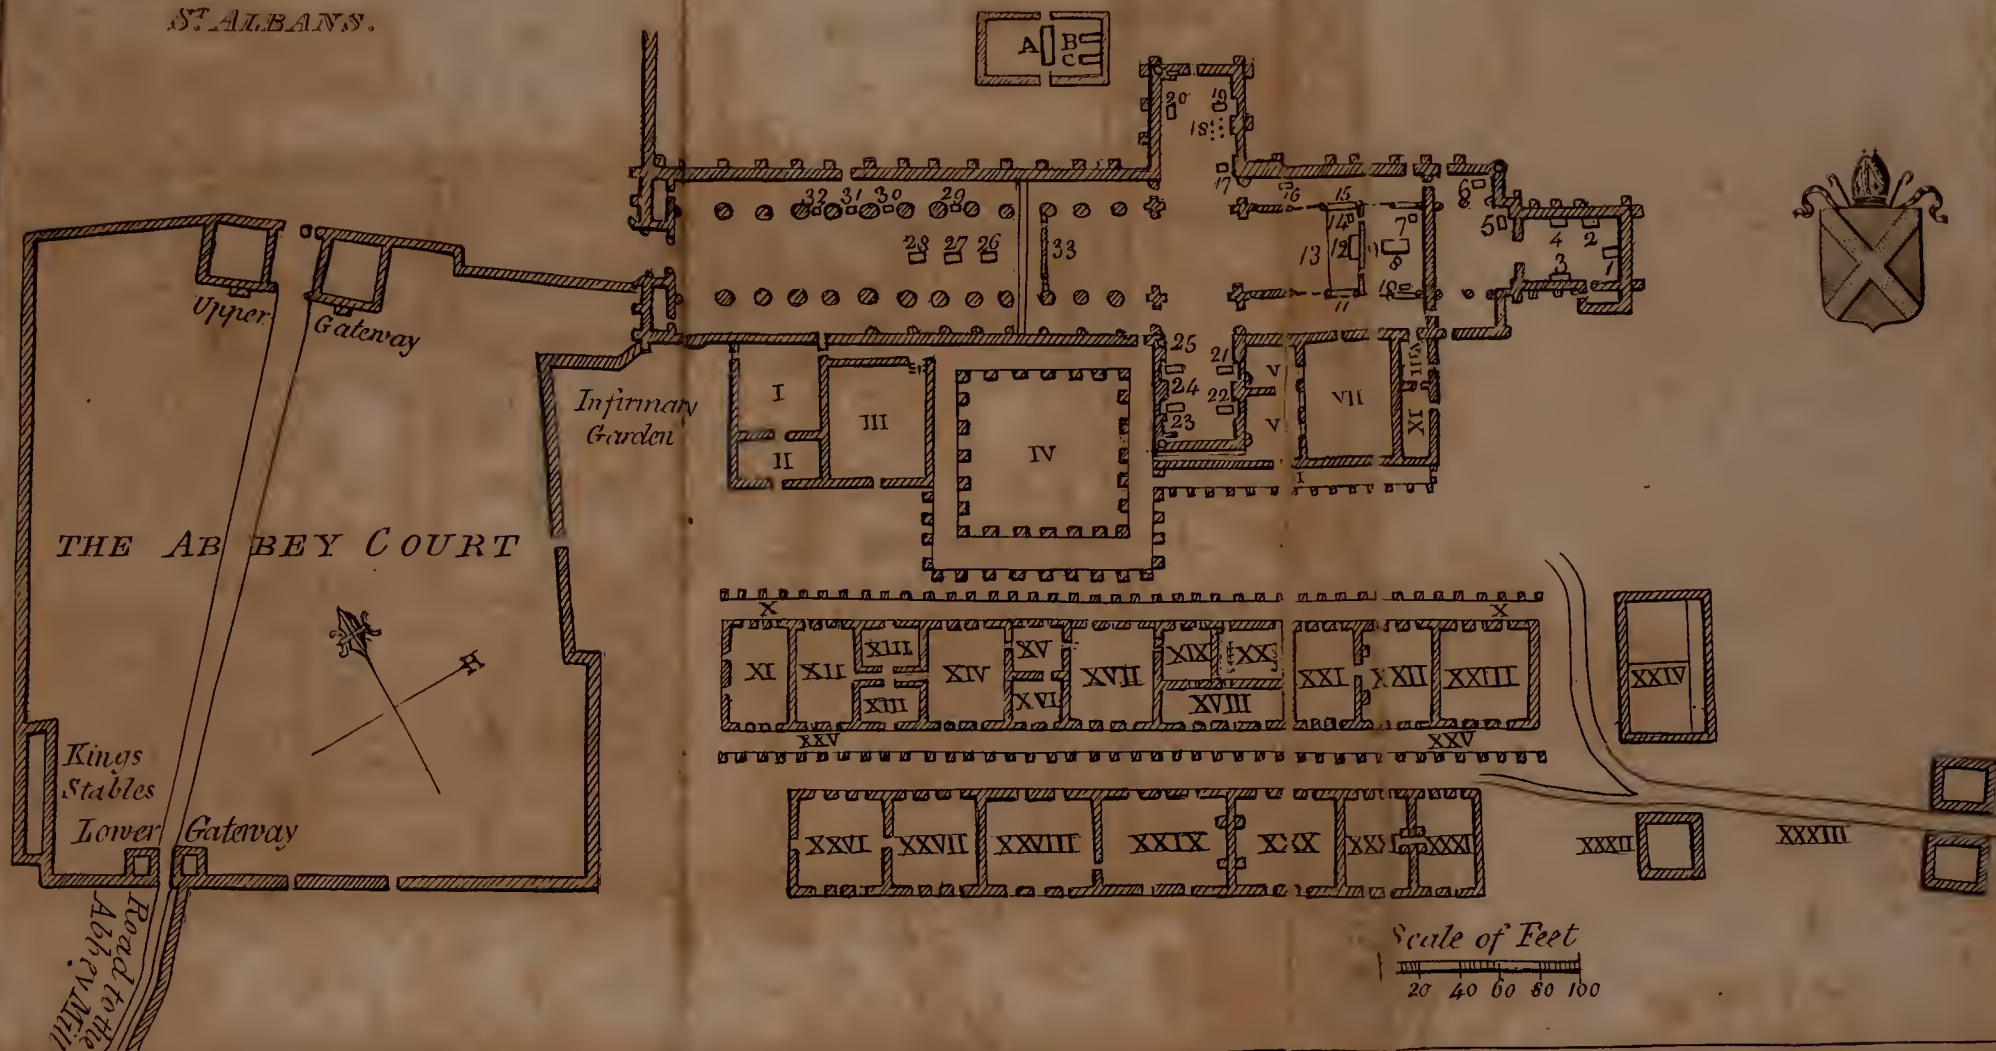 ST. ALBANS.
A B
C
20 19
18
17
16 15
14 7
13 12 9
8
10
11
6
8
5 4 2
3 1
32 31 30 29
28 27 26
33
Upper Gateway
Infirmary
Garden
I
II
III
IV
25 21
24 22
23
V
V
VII
VIII
IX
I
THE ABBEY COURT
X X
XI XII XIII XIV XV XVII XIX XX XXI XXII XXIII
XIII XVI XVIII
XXIV
XXV XXV
Kings
Stables
Lower Gateway
XXVI XXVII XXVIII XXIX XXX XXXI
XXXII XXXIII
Road to the
Abbey Mill
Scale of Feet
20 40 60 80 100